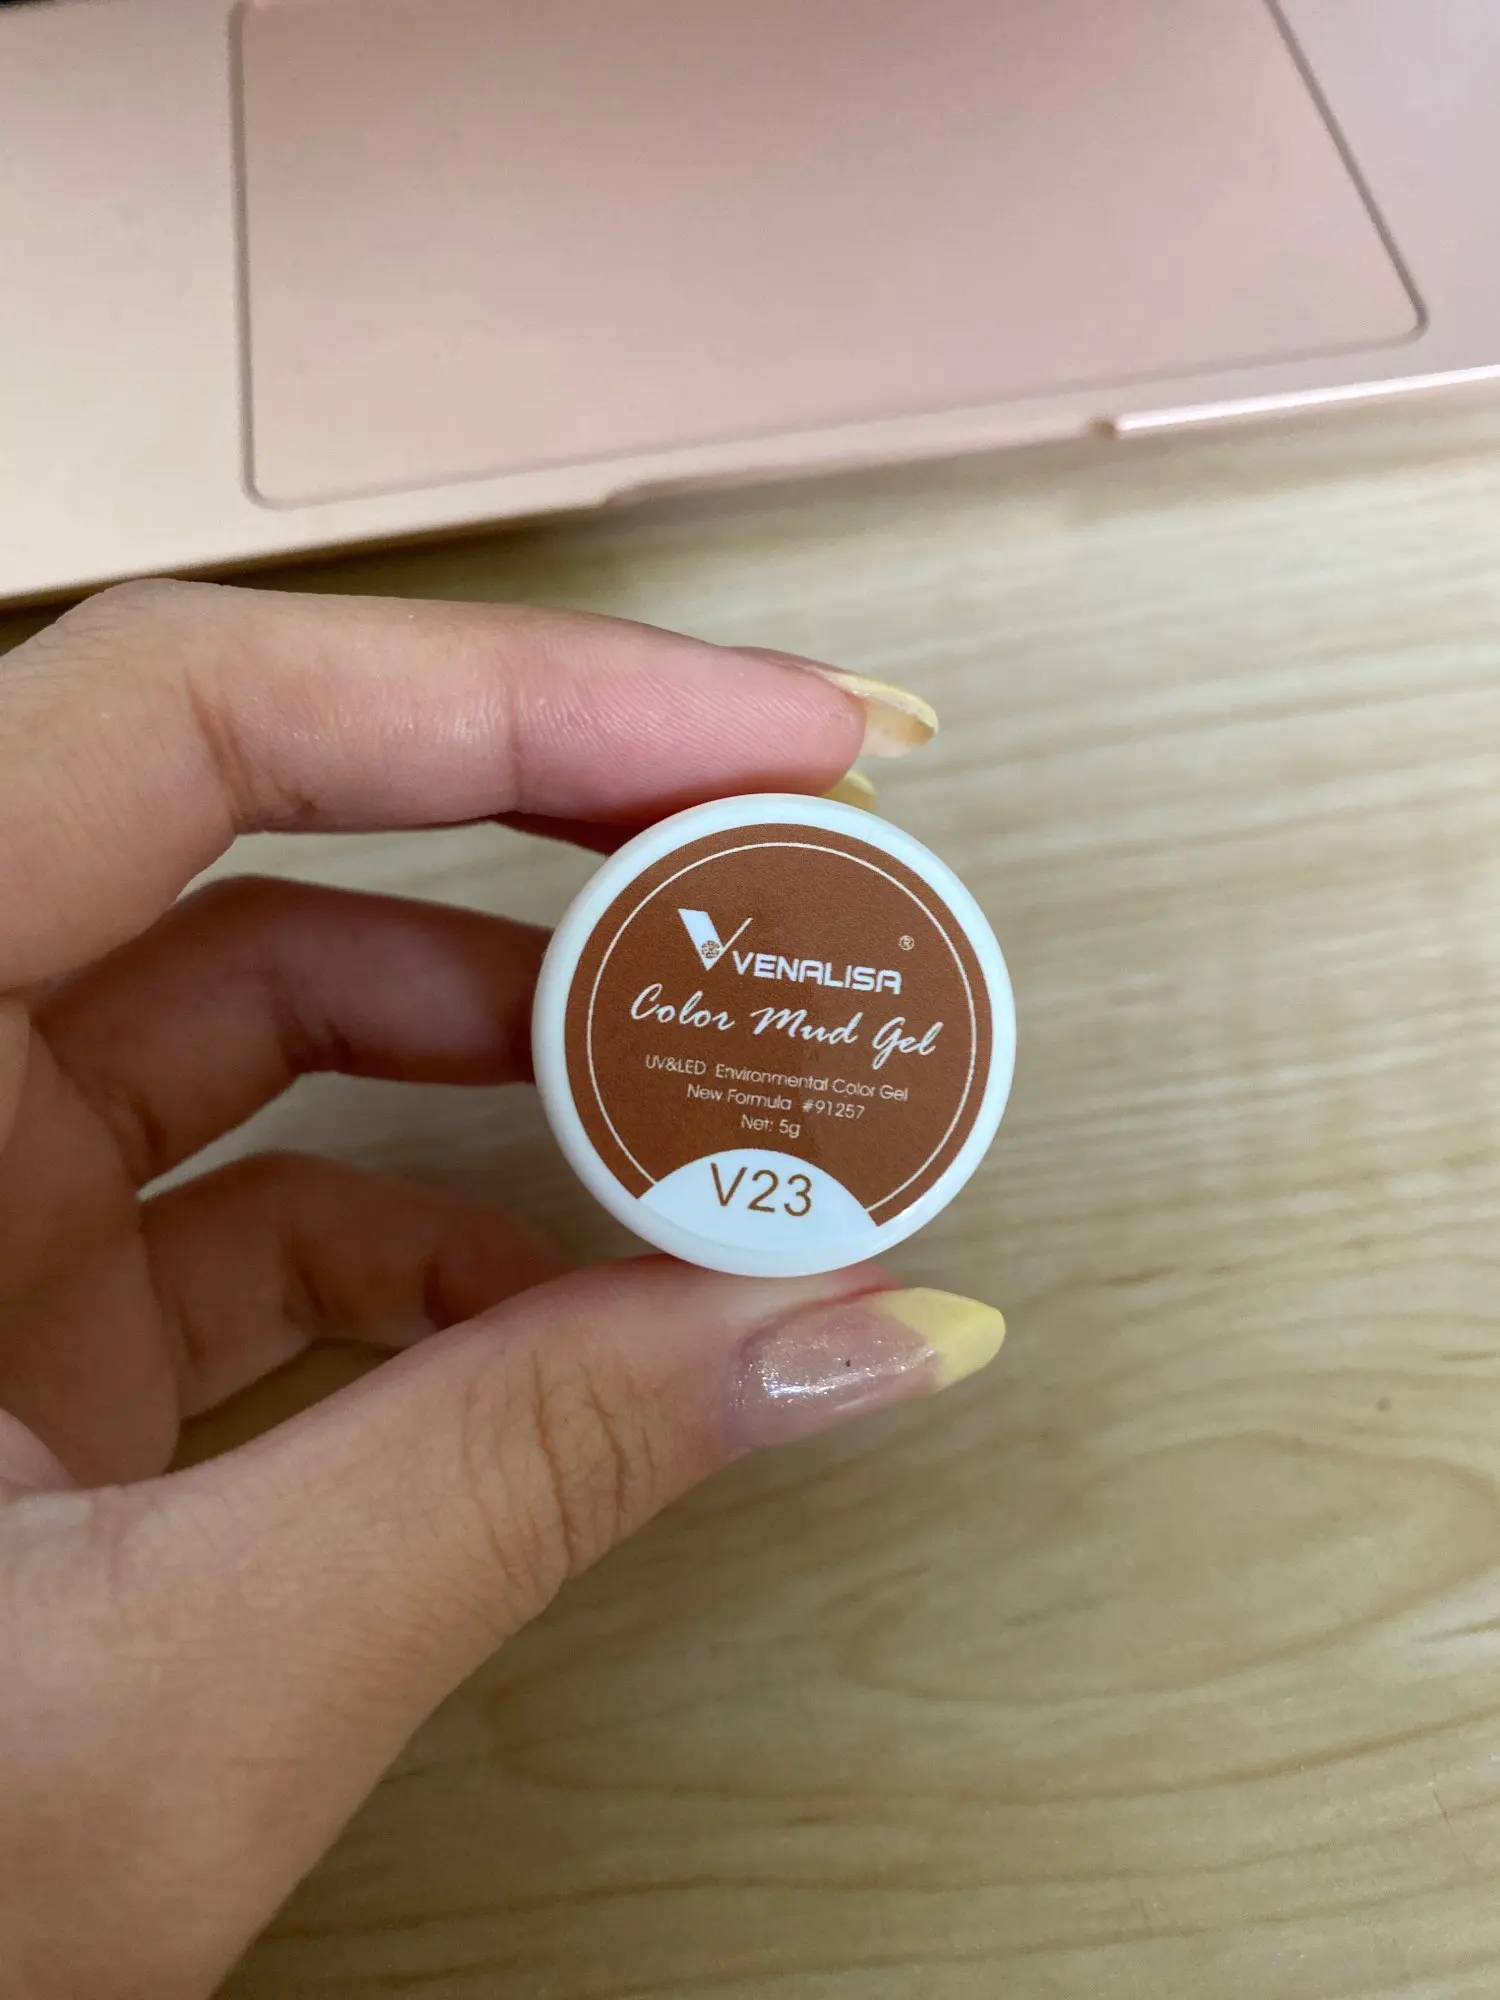 VENALISA ®
Color Mud Gel
UV&LED Environmental Color Gel
New Formula #91257
Net: 5g
V23